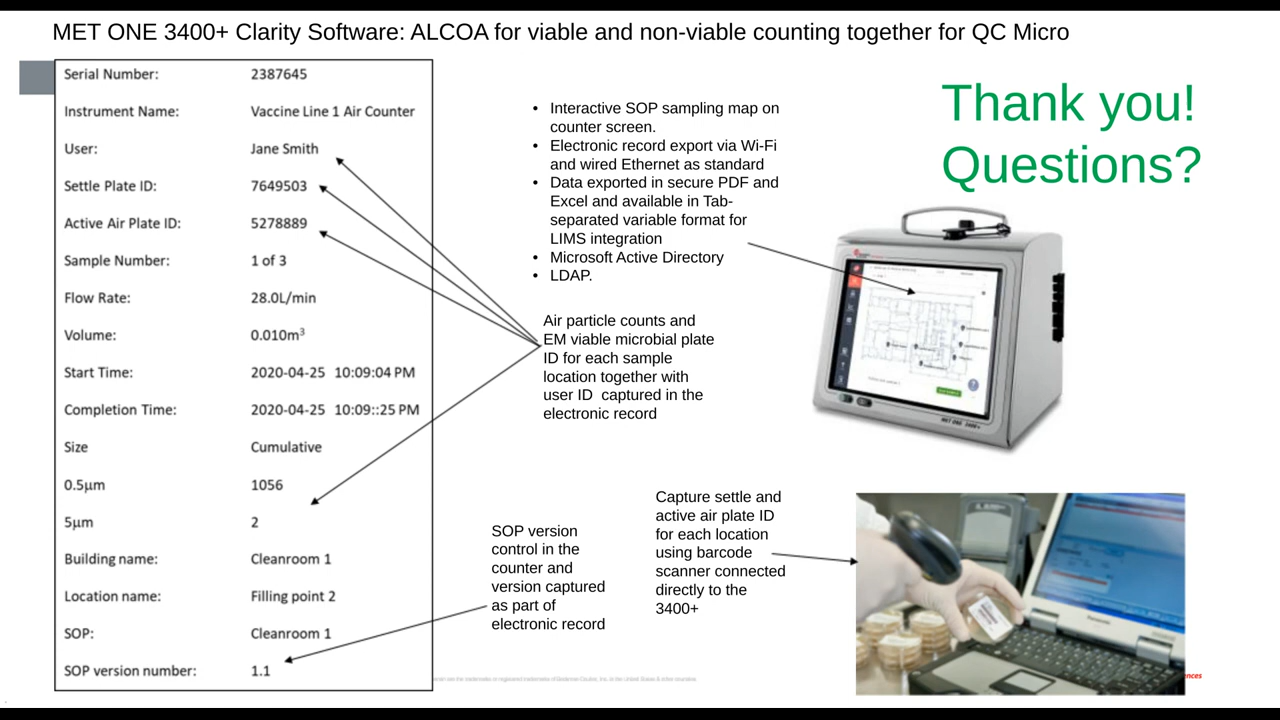 MET ONE 3400+ Clarity Software: ALCOA for viable and non-viable counting together for QC Micro
Serial Number: 2387645
Instrument Name: Vaccine Line 1 Air Counter
User: Jane Smith
Settle Plate ID: 7649503
Active Air Plate ID: 5278889
Sample Number: 1 of 3
Flow Rate: 28.0L/min
Volume: 0.010m³
Start Time: 2020-04-25 10:09:04 PM
Completion Time: 2020-04-25 10:09::25 PM
Size Cumulative
0.5µm 1056
5µm 2
Building name: Cleanroom 1
Location name: Filling point 2
SOP: Cleanroom 1
SOP version number: 1.1
• Interactive SOP sampling map on
counter screen.
• Electronic record export via Wi-Fi
and wired Ethernet as standard
• Data exported in secure PDF and
Excel and available in Tab-
separated variable format for
LIMS integration
• Microsoft Active Directory
• LDAP.
Air particle counts and
EM viable microbial plate
ID for each sample
location together with
user ID captured in the
electronic record
SOP version
control in the
counter and
version captured
as part of
electronic record
Capture settle and
active air plate ID
for each location
using barcode
scanner connected
directly to the
3400+
Thank you!
Questions?
MET ONE 3400+
Panasonic
ences